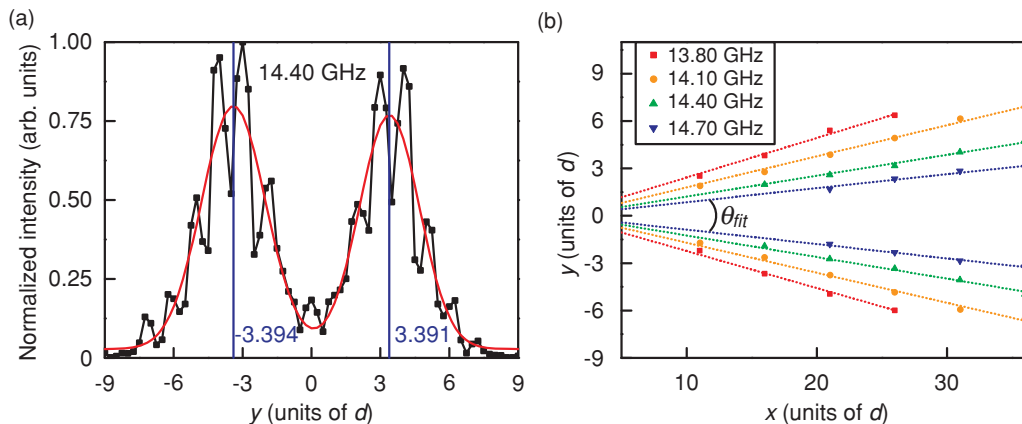 (a)
Normalized intensity (arb. units)
1.00
0.75
0.50
0.25
0
14.40 GHz
-3.394
3.391
-9 -6 -3 0 3 6 9
y (units of d)
(b)
y (units of d)
9
6
3
0
-3
-6
-9
13.80 GHz
14.10 GHz
14.40 GHz
14.70 GHz
θfit
10 20 30
x (units of d)